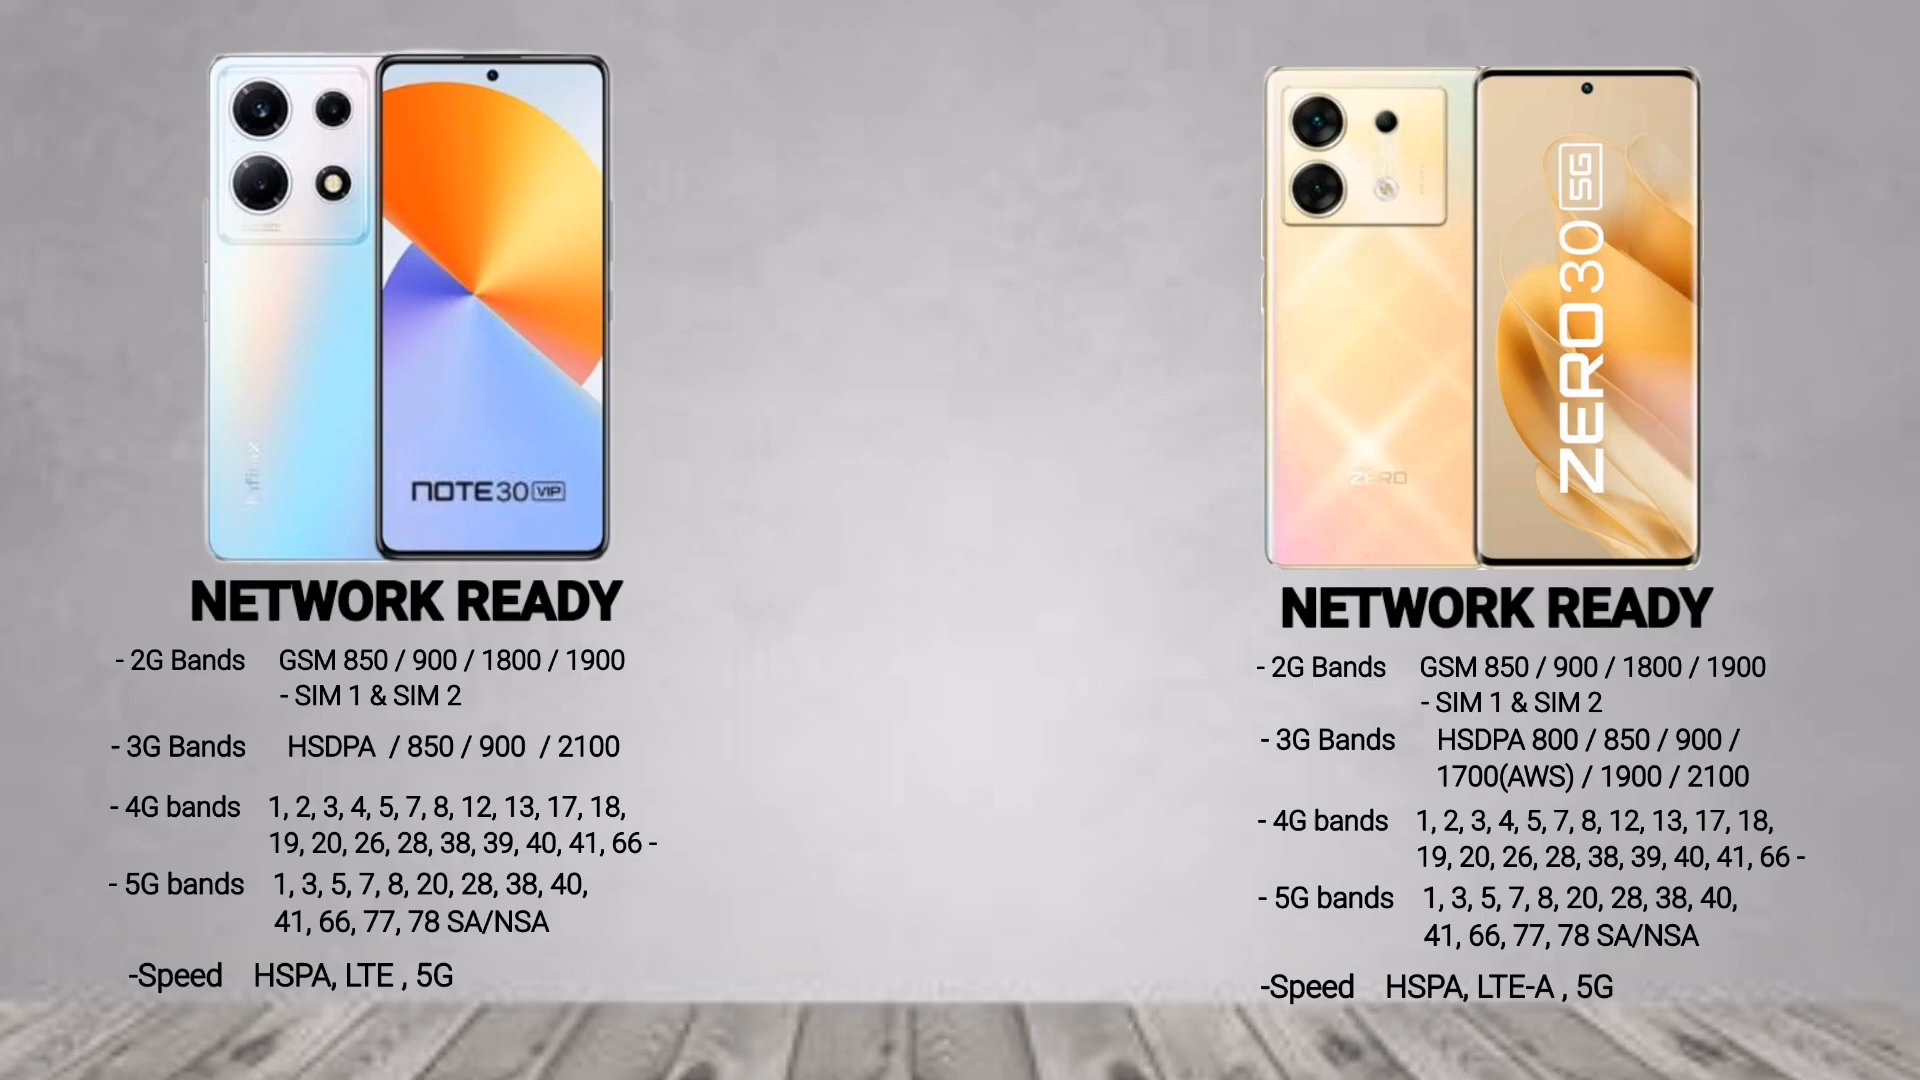 Infinix
NOTE 30 VIP
NETWORK READY
- 2G Bands GSM 850 / 900 / 1800 / 1900
- SIM 1 & SIM 2
- 3G Bands HSDPA / 850 / 900 / 2100
- 4G bands 1, 2, 3, 4, 5, 7, 8, 12, 13, 17, 18,
19, 20, 26, 28, 38, 39, 40, 41, 66 -
- 5G bands 1, 3, 5, 7, 8, 20, 28, 38, 40,
41, 66, 77, 78 SA/NSA
-Speed HSPA, LTE , 5G
ZERO
ZERO 30 5G
NETWORK READY
- 2G Bands GSM 850 / 900 / 1800 / 1900
- SIM 1 & SIM 2
- 3G Bands HSDPA 800 / 850 / 900 /
1700(AWS) / 1900 / 2100
- 4G bands 1, 2, 3, 4, 5, 7, 8, 12, 13, 17, 18,
19, 20, 26, 28, 38, 39, 40, 41, 66 -
- 5G bands 1, 3, 5, 7, 8, 20, 28, 38, 40,
41, 66, 77, 78 SA/NSA
-Speed HSPA, LTE-A , 5G